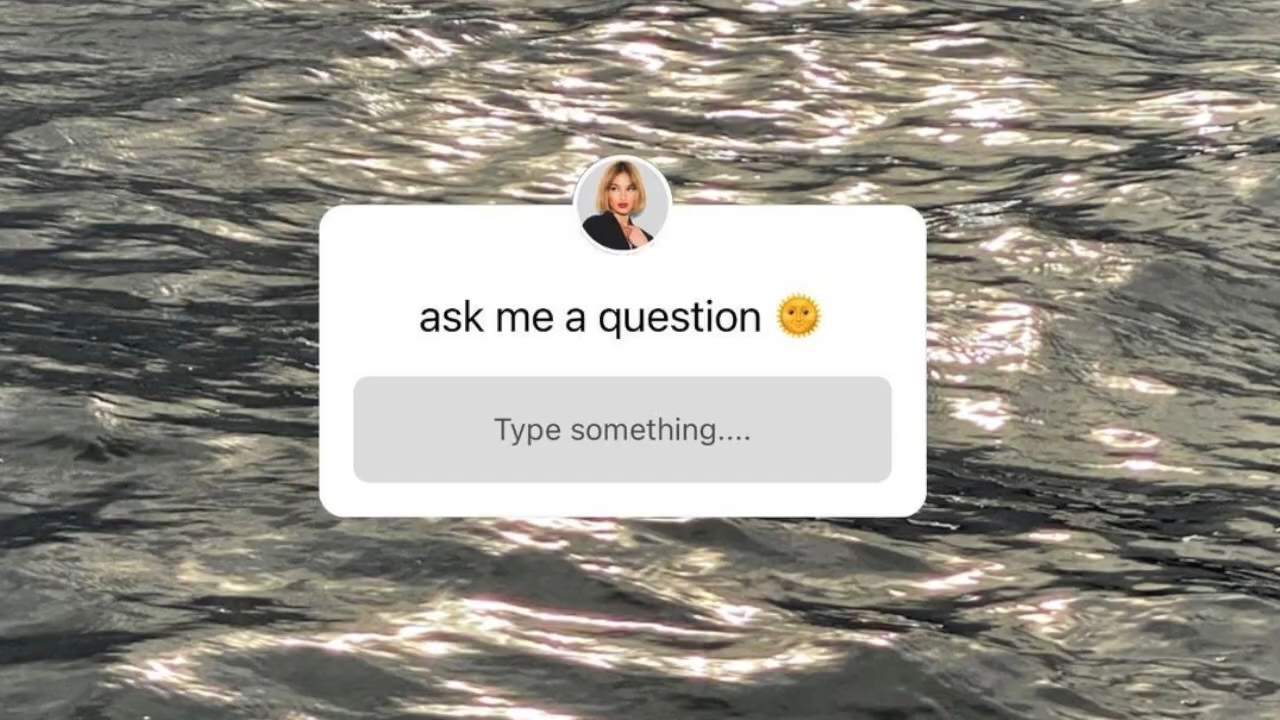 ask me a question 🌞
Type something....